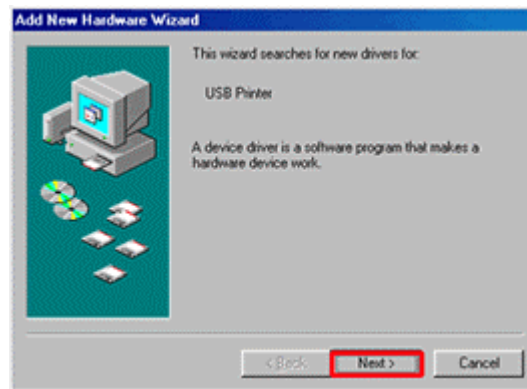 Add New Hardware Wizard
This wizard searches for new drivers for:
USB Printer
A device driver is a software program that makes a
hardware device work.
< Back
Next >
Cancel